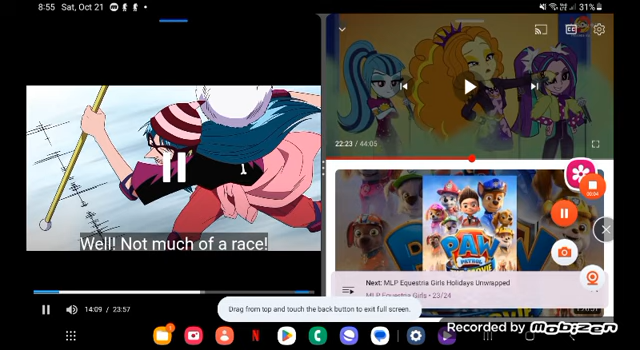 8:55 Sat, Oct 21
31%
CC
22:23 / 44:05
Well! Not much of a race!
14:09 / 23:57
PAW
PATROL
MOVIE
Next: MLP Equestria Girls Holidays Unwrapped
MLP Equestria Girls • 23/24
Drag from top and touch the back button to exit full screen.
Recorded by Mobizen